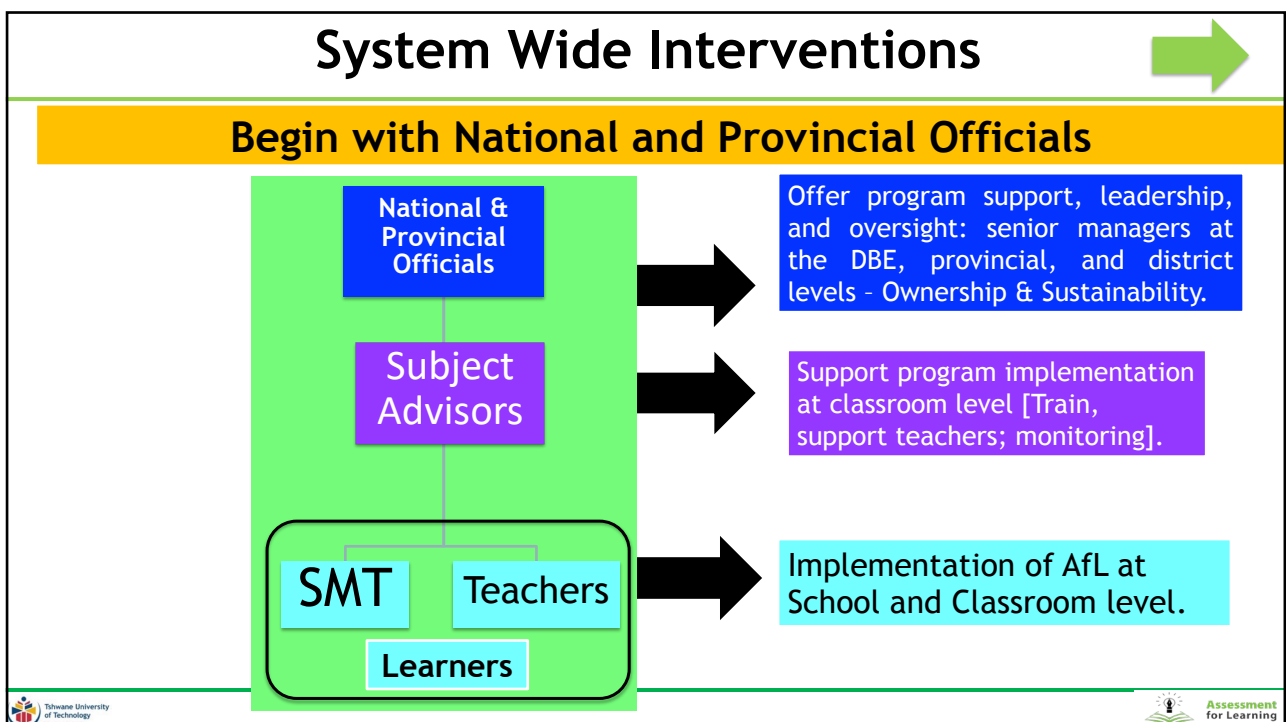 System Wide Interventions
Begin with National and Provincial Officials
National &
Provincial
Officials
Offer program support, leadership,
and oversight: senior managers at
the DBE, provincial, and district
levels – Ownership & Sustainability.
Subject
Advisors
Support program implementation
at classroom level [Train,
support teachers; monitoring].
SMT
Teachers
Learners
Implementation of AfL at
School and Classroom level.
Tshwane University
of Technology
Assessment
for Learning